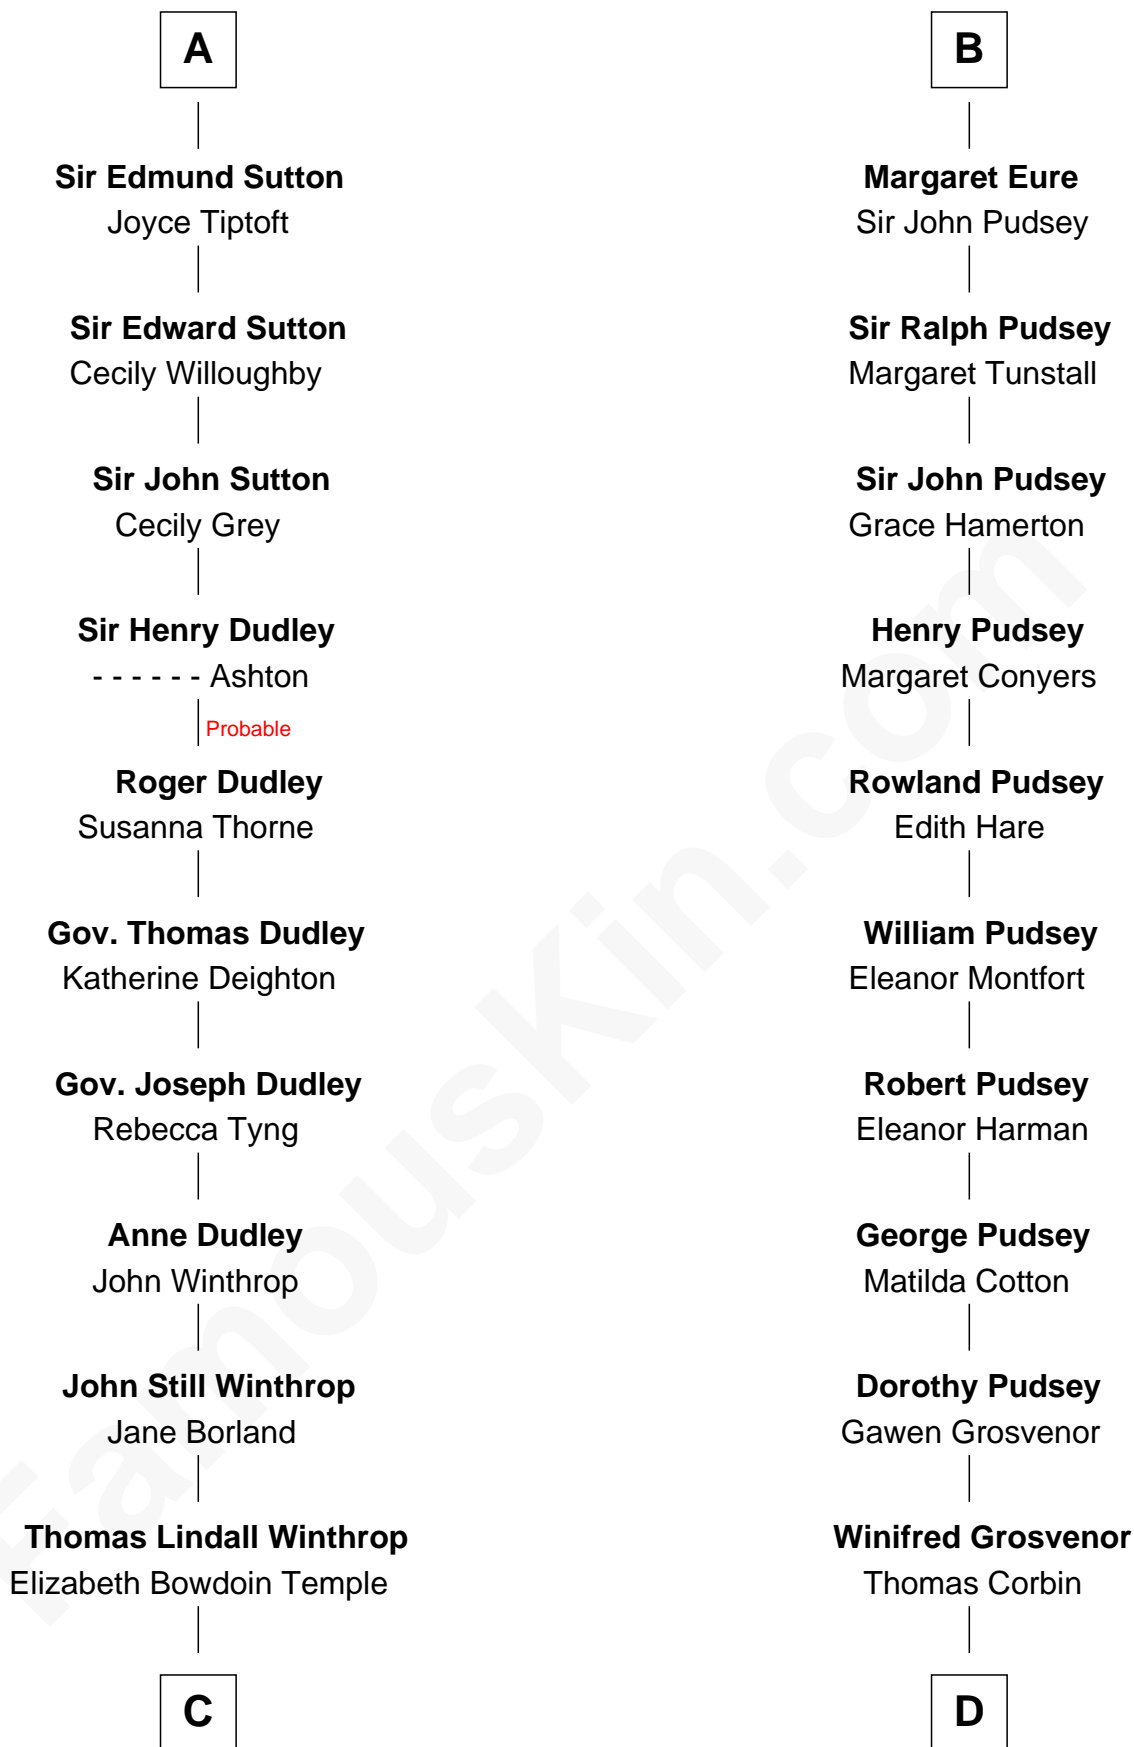 A
Sir Edmund Sutton
Joyce Tiptoft
Sir Edward Sutton
Cecily Willoughby
Sir John Sutton
Cecily Grey
Sir Henry Dudley
- - - - - - Ashton
Probable
Roger Dudley
Susanna Thorne
Gov. Thomas Dudley
Katherine Deighton
Gov. Joseph Dudley
Rebecca Tyng
Anne Dudley
John Winthrop
John Still Winthrop
Jane Borland
Thomas Lindall Winthrop
Elizabeth Bowdoin Temple
C
B
Margaret Eure
Sir John Pudsey
Sir Ralph Pudsey
Margaret Tunstall
Sir John Pudsey
Grace Hamerton
Henry Pudsey
Margaret Conyers
Rowland Pudsey
Edith Hare
William Pudsey
Eleanor Montfort
Robert Pudsey
Eleanor Harman
George Pudsey
Matilda Cotton
Dorothy Pudsey
Gawen Grosvenor
Winifred Grosvenor
Thomas Corbin
D
FamousKin.com